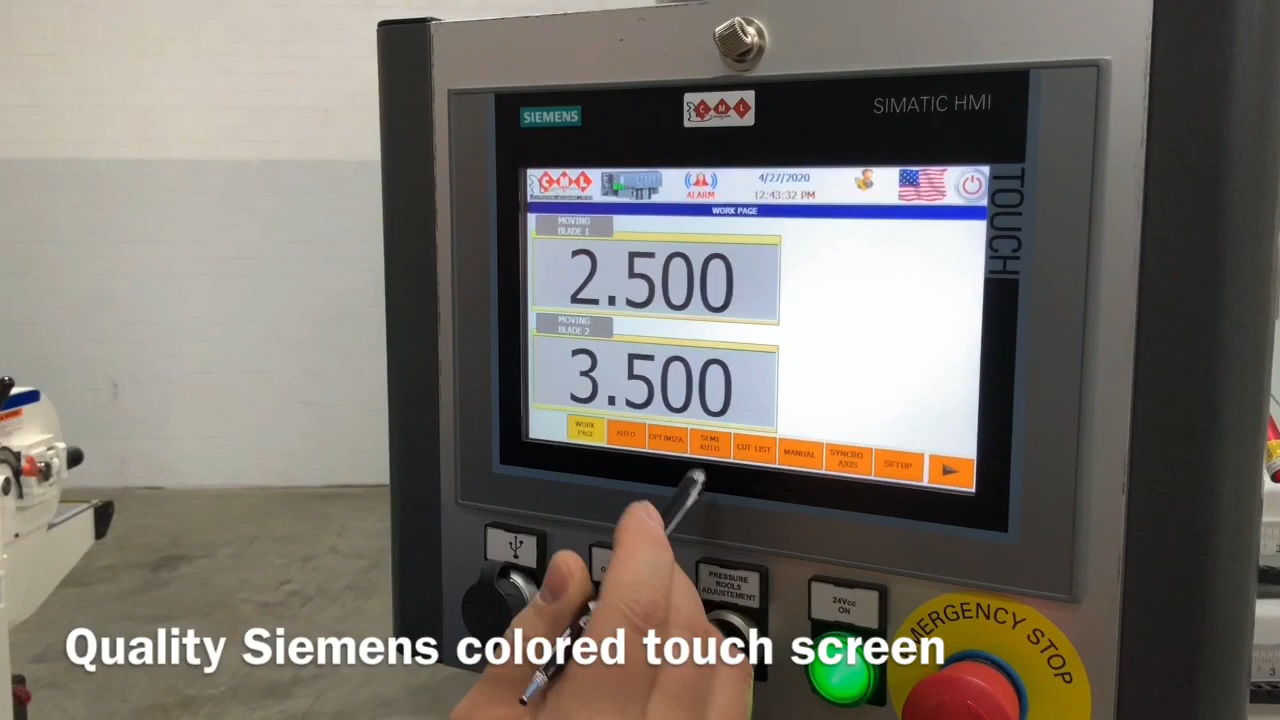 SIEMENS
CML
SIMATIC HMI
TOUCH
CML
ALARM
4/27/2020
12:43:32 PM
WORK PAGE
MOVING
BLADE 1
2.500
MOVING
BLADE 2
3.500
WORK
PAGE
AUTO
OPTIMIZA.
SEMI
AUTO
CUT LIST
MANUAL
SYNCRO
AXIS
SETUP
PRESSURE
ROOLS
ADJUSTEMENT
24Vcc
ON
EMERGENCY STOP
Quality Siemens colored touch screen